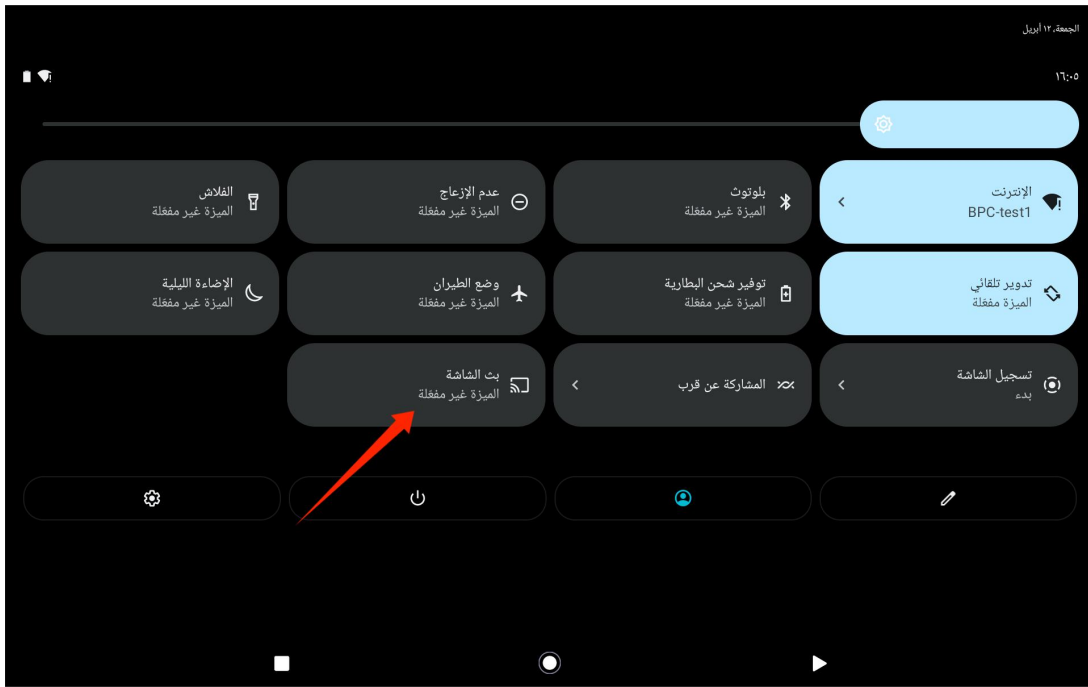 الجمعة، ١٢ أبريل
١٦:٠٥
الإنترنت
BPC-test1
بلوتوث
الميزة غير مفعّلة
عدم الإزعاج
الميزة غير مفعّلة
الفلاش
الميزة غير مفعّلة
تدوير تلقائي
الميزة مفعّلة
توفير شحن البطارية
الميزة غير مفعّلة
وضع الطيران
الميزة غير مفعّلة
الإضاءة الليلية
الميزة غير مفعّلة
تسجيل الشاشة
بدء
المشاركة عن قرب
بث الشاشة
الميزة غير مفعّلة